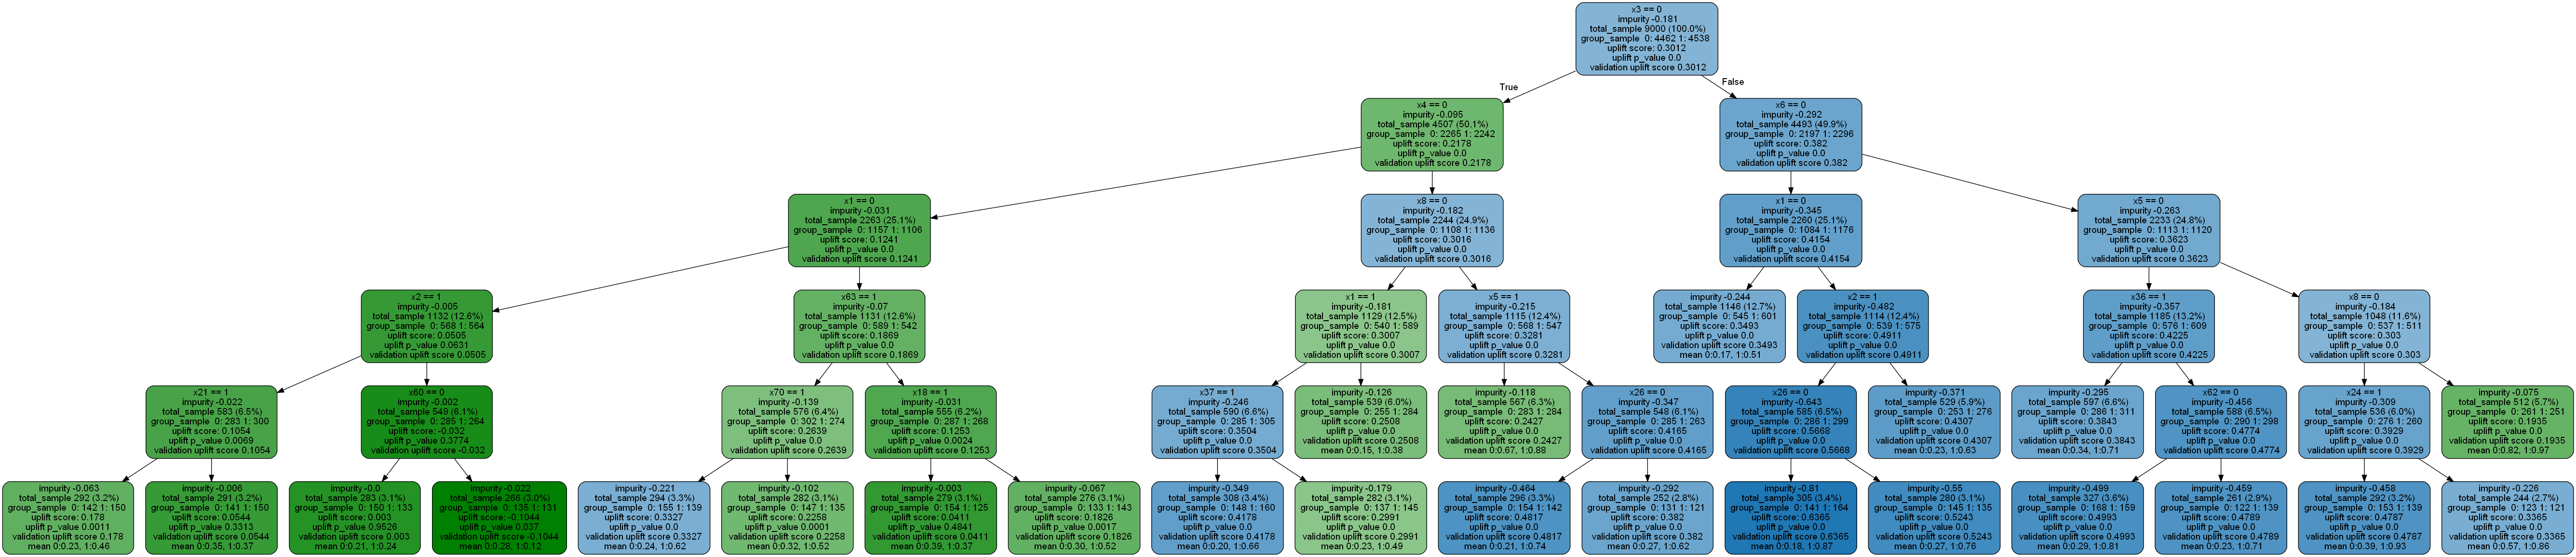 x3 == 0
impurity -0.181
total_sample 9000 (100.0%)
group_sample 0: 4462 1: 4538
uplift score: 0.3012
uplift p_value 0.0
validation uplift score 0.3012
True
False
x4 == 0
impurity -0.095
total_sample 4507 (50.1%)
group_sample 0: 2265 1: 2242
uplift score: 0.2178
uplift p_value 0.0
validation uplift score 0.2178
x6 == 0
impurity -0.292
total_sample 4493 (49.9%)
group_sample 0: 2197 1: 2296
uplift score: 0.382
uplift p_value 0.0
validation uplift score 0.382
x1 == 0
impurity -0.031
total_sample 2263 (25.1%)
group_sample 0: 1157 1: 1106
uplift score: 0.1241
uplift p_value 0.0
validation uplift score 0.1241
x8 == 0
impurity -0.182
total_sample 2244 (24.9%)
group_sample 0: 1108 1: 1136
uplift score: 0.3016
uplift p_value 0.0
validation uplift score 0.3016
x1 == 0
impurity -0.345
total_sample 2260 (25.1%)
group_sample 0: 1084 1: 1176
uplift score: 0.4154
uplift p_value 0.0
validation uplift score 0.4154
x5 == 0
impurity -0.263
total_sample 2233 (24.8%)
group_sample 0: 1113 1: 1120
uplift score: 0.3623
uplift p_value 0.0
validation uplift score 0.3623
x2 == 1
impurity -0.005
total_sample 1132 (12.6%)
group_sample 0: 568 1: 564
uplift score: 0.0505
uplift p_value 0.0631
validation uplift score 0.0505
x63 == 1
impurity -0.07
total_sample 1131 (12.6%)
group_sample 0: 589 1: 542
uplift score: 0.1869
uplift p_value 0.0
validation uplift score 0.1869
x1 == 1
impurity -0.181
total_sample 1129 (12.5%)
group_sample 0: 540 1: 589
uplift score: 0.3007
uplift p_value 0.0
validation uplift score 0.3007
x5 == 1
impurity -0.215
total_sample 1115 (12.4%)
group_sample 0: 568 1: 547
uplift score: 0.3281
uplift p_value 0.0
validation uplift score 0.3281
impurity -0.244
total_sample 1146 (12.7%)
group_sample 0: 545 1: 601
uplift score: 0.3493
uplift p_value 0.0
validation uplift score 0.3493
mean 0:0.17, 1:0.51
x2 == 1
impurity -0.482
total_sample 1114 (12.4%)
group_sample 0: 539 1: 575
uplift score: 0.4911
uplift p_value 0.0
validation uplift score 0.4911
x36 == 1
impurity -0.357
total_sample 1185 (13.2%)
group_sample 0: 576 1: 609
uplift score: 0.4225
uplift p_value 0.0
validation uplift score 0.4225
x8 == 0
impurity -0.184
total_sample 1048 (11.6%)
group_sample 0: 537 1: 511
uplift score: 0.303
uplift p_value 0.0
validation uplift score 0.303
x21 == 1
impurity -0.022
total_sample 583 (6.5%)
group_sample 0: 283 1: 300
uplift score: 0.1054
uplift p_value 0.0069
validation uplift score 0.1054
x60 == 0
impurity -0.002
total_sample 549 (6.1%)
group_sample 0: 285 1: 264
uplift score: -0.032
uplift p_value 0.3774
validation uplift score -0.032
x70 == 1
impurity -0.139
total_sample 576 (6.4%)
group_sample 0: 302 1: 274
uplift score: 0.2639
uplift p_value 0.0
validation uplift score 0.2639
x18 == 1
impurity -0.031
total_sample 555 (6.2%)
group_sample 0: 287 1: 268
uplift score: 0.1253
uplift p_value 0.0024
validation uplift score 0.1253
x37 == 1
impurity -0.246
total_sample 590 (6.6%)
group_sample 0: 285 1: 305
uplift score: 0.3504
uplift p_value 0.0
validation uplift score 0.3504
impurity -0.126
total_sample 539 (6.0%)
group_sample 0: 255 1: 284
uplift score: 0.2508
uplift p_value 0.0
validation uplift score 0.2508
mean 0:0.15, 1:0.38
impurity -0.118
total_sample 567 (6.3%)
group_sample 0: 283 1: 284
uplift score: 0.2427
uplift p_value 0.0
validation uplift score 0.2427
mean 0:0.67, 1:0.88
x26 == 0
impurity -0.347
total_sample 548 (6.1%)
group_sample 0: 285 1: 263
uplift score: 0.4165
uplift p_value 0.0
validation uplift score 0.4165
x26 == 0
impurity -0.643
total_sample 585 (6.5%)
group_sample 0: 286 1: 299
uplift score: 0.5668
uplift p_value 0.0
validation uplift score 0.5668
impurity -0.371
total_sample 529 (5.9%)
group_sample 0: 253 1: 276
uplift score: 0.4307
uplift p_value 0.0
validation uplift score 0.4307
mean 0:0.23, 1:0.63
impurity -0.295
total_sample 597 (6.6%)
group_sample 0: 286 1: 311
uplift score: 0.3843
uplift p_value 0.0
validation uplift score 0.3843
mean 0:0.34, 1:0.71
x62 == 0
impurity -0.456
total_sample 588 (6.5%)
group_sample 0: 290 1: 298
uplift score: 0.4774
uplift p_value 0.0
validation uplift score 0.4774
x24 == 1
impurity -0.309
total_sample 536 (6.0%)
group_sample 0: 276 1: 260
uplift score: 0.3929
uplift p_value 0.0
validation uplift score 0.3929
impurity -0.075
total_sample 512 (5.7%)
group_sample 0: 261 1: 251
uplift score: 0.1935
uplift p_value 0.0
validation uplift score 0.1935
mean 0:0.82, 1:0.97
impurity -0.063
total_sample 292 (3.2%)
group_sample 0: 142 1: 150
uplift score: 0.178
uplift p_value 0.0011
validation uplift score 0.178
mean 0:0.23, 1:0.46
impurity -0.006
total_sample 291 (3.2%)
group_sample 0: 141 1: 150
uplift score: 0.0544
uplift p_value 0.3313
validation uplift score 0.0544
mean 0:0.35, 1:0.37
impurity -0.0
total_sample 283 (3.1%)
group_sample 0: 150 1: 133
uplift score: 0.003
uplift p_value 0.9526
validation uplift score 0.003
mean 0:0.21, 1:0.24
impurity -0.022
total_sample 266 (3.0%)
group_sample 0: 135 1: 131
uplift score: -0.1044
uplift p_value 0.037
validation uplift score -0.1044
mean 0:0.28, 1:0.12
impurity -0.221
total_sample 294 (3.3%)
group_sample 0: 155 1: 139
uplift score: 0.3327
uplift p_value 0.0
validation uplift score 0.3327
mean 0:0.24, 1:0.62
impurity -0.102
total_sample 282 (3.1%)
group_sample 0: 147 1: 135
uplift score: 0.2258
uplift p_value 0.0001
validation uplift score 0.2258
mean 0:0.32, 1:0.52
impurity -0.003
total_sample 279 (3.1%)
group_sample 0: 154 1: 125
uplift score: 0.0411
uplift p_value 0.4841
validation uplift score 0.0411
mean 0:0.39, 1:0.37
impurity -0.067
total_sample 276 (3.1%)
group_sample 0: 133 1: 143
uplift score: 0.1826
uplift p_value 0.0017
validation uplift score 0.1826
mean 0:0.30, 1:0.52
impurity -0.349
total_sample 308 (3.4%)
group_sample 0: 148 1: 160
uplift score: 0.4178
uplift p_value 0.0
validation uplift score 0.4178
mean 0:0.20, 1:0.66
impurity -0.179
total_sample 282 (3.1%)
group_sample 0: 137 1: 145
uplift score: 0.2991
uplift p_value 0.0
validation uplift score 0.2991
mean 0:0.23, 1:0.49
impurity -0.464
total_sample 296 (3.3%)
group_sample 0: 154 1: 142
uplift score: 0.4817
uplift p_value 0.0
validation uplift score 0.4817
mean 0:0.21, 1:0.74
impurity -0.292
total_sample 252 (2.8%)
group_sample 0: 131 1: 121
uplift score: 0.382
uplift p_value 0.0
validation uplift score 0.382
mean 0:0.27, 1:0.62
impurity -0.81
total_sample 305 (3.4%)
group_sample 0: 141 1: 164
uplift score: 0.6365
uplift p_value 0.0
validation uplift score 0.6365
mean 0:0.18, 1:0.87
impurity -0.55
total_sample 280 (3.1%)
group_sample 0: 145 1: 135
uplift score: 0.5243
uplift p_value 0.0
validation uplift score 0.5243
mean 0:0.27, 1:0.76
impurity -0.499
total_sample 327 (3.6%)
group_sample 0: 168 1: 159
uplift score: 0.4993
uplift p_value 0.0
validation uplift score 0.4993
mean 0:0.29, 1:0.81
impurity -0.459
total_sample 261 (2.9%)
group_sample 0: 122 1: 139
uplift score: 0.4789
uplift p_value 0.0
validation uplift score 0.4789
mean 0:0.23, 1:0.71
impurity -0.458
total_sample 292 (3.2%)
group_sample 0: 153 1: 139
uplift score: 0.4787
uplift p_value 0.0
validation uplift score 0.4787
mean 0:0.39, 1:0.93
impurity -0.226
total_sample 244 (2.7%)
group_sample 0: 123 1: 121
uplift score: 0.3365
uplift p_value 0.0
validation uplift score 0.3365
mean 0:0.57, 1:0.86